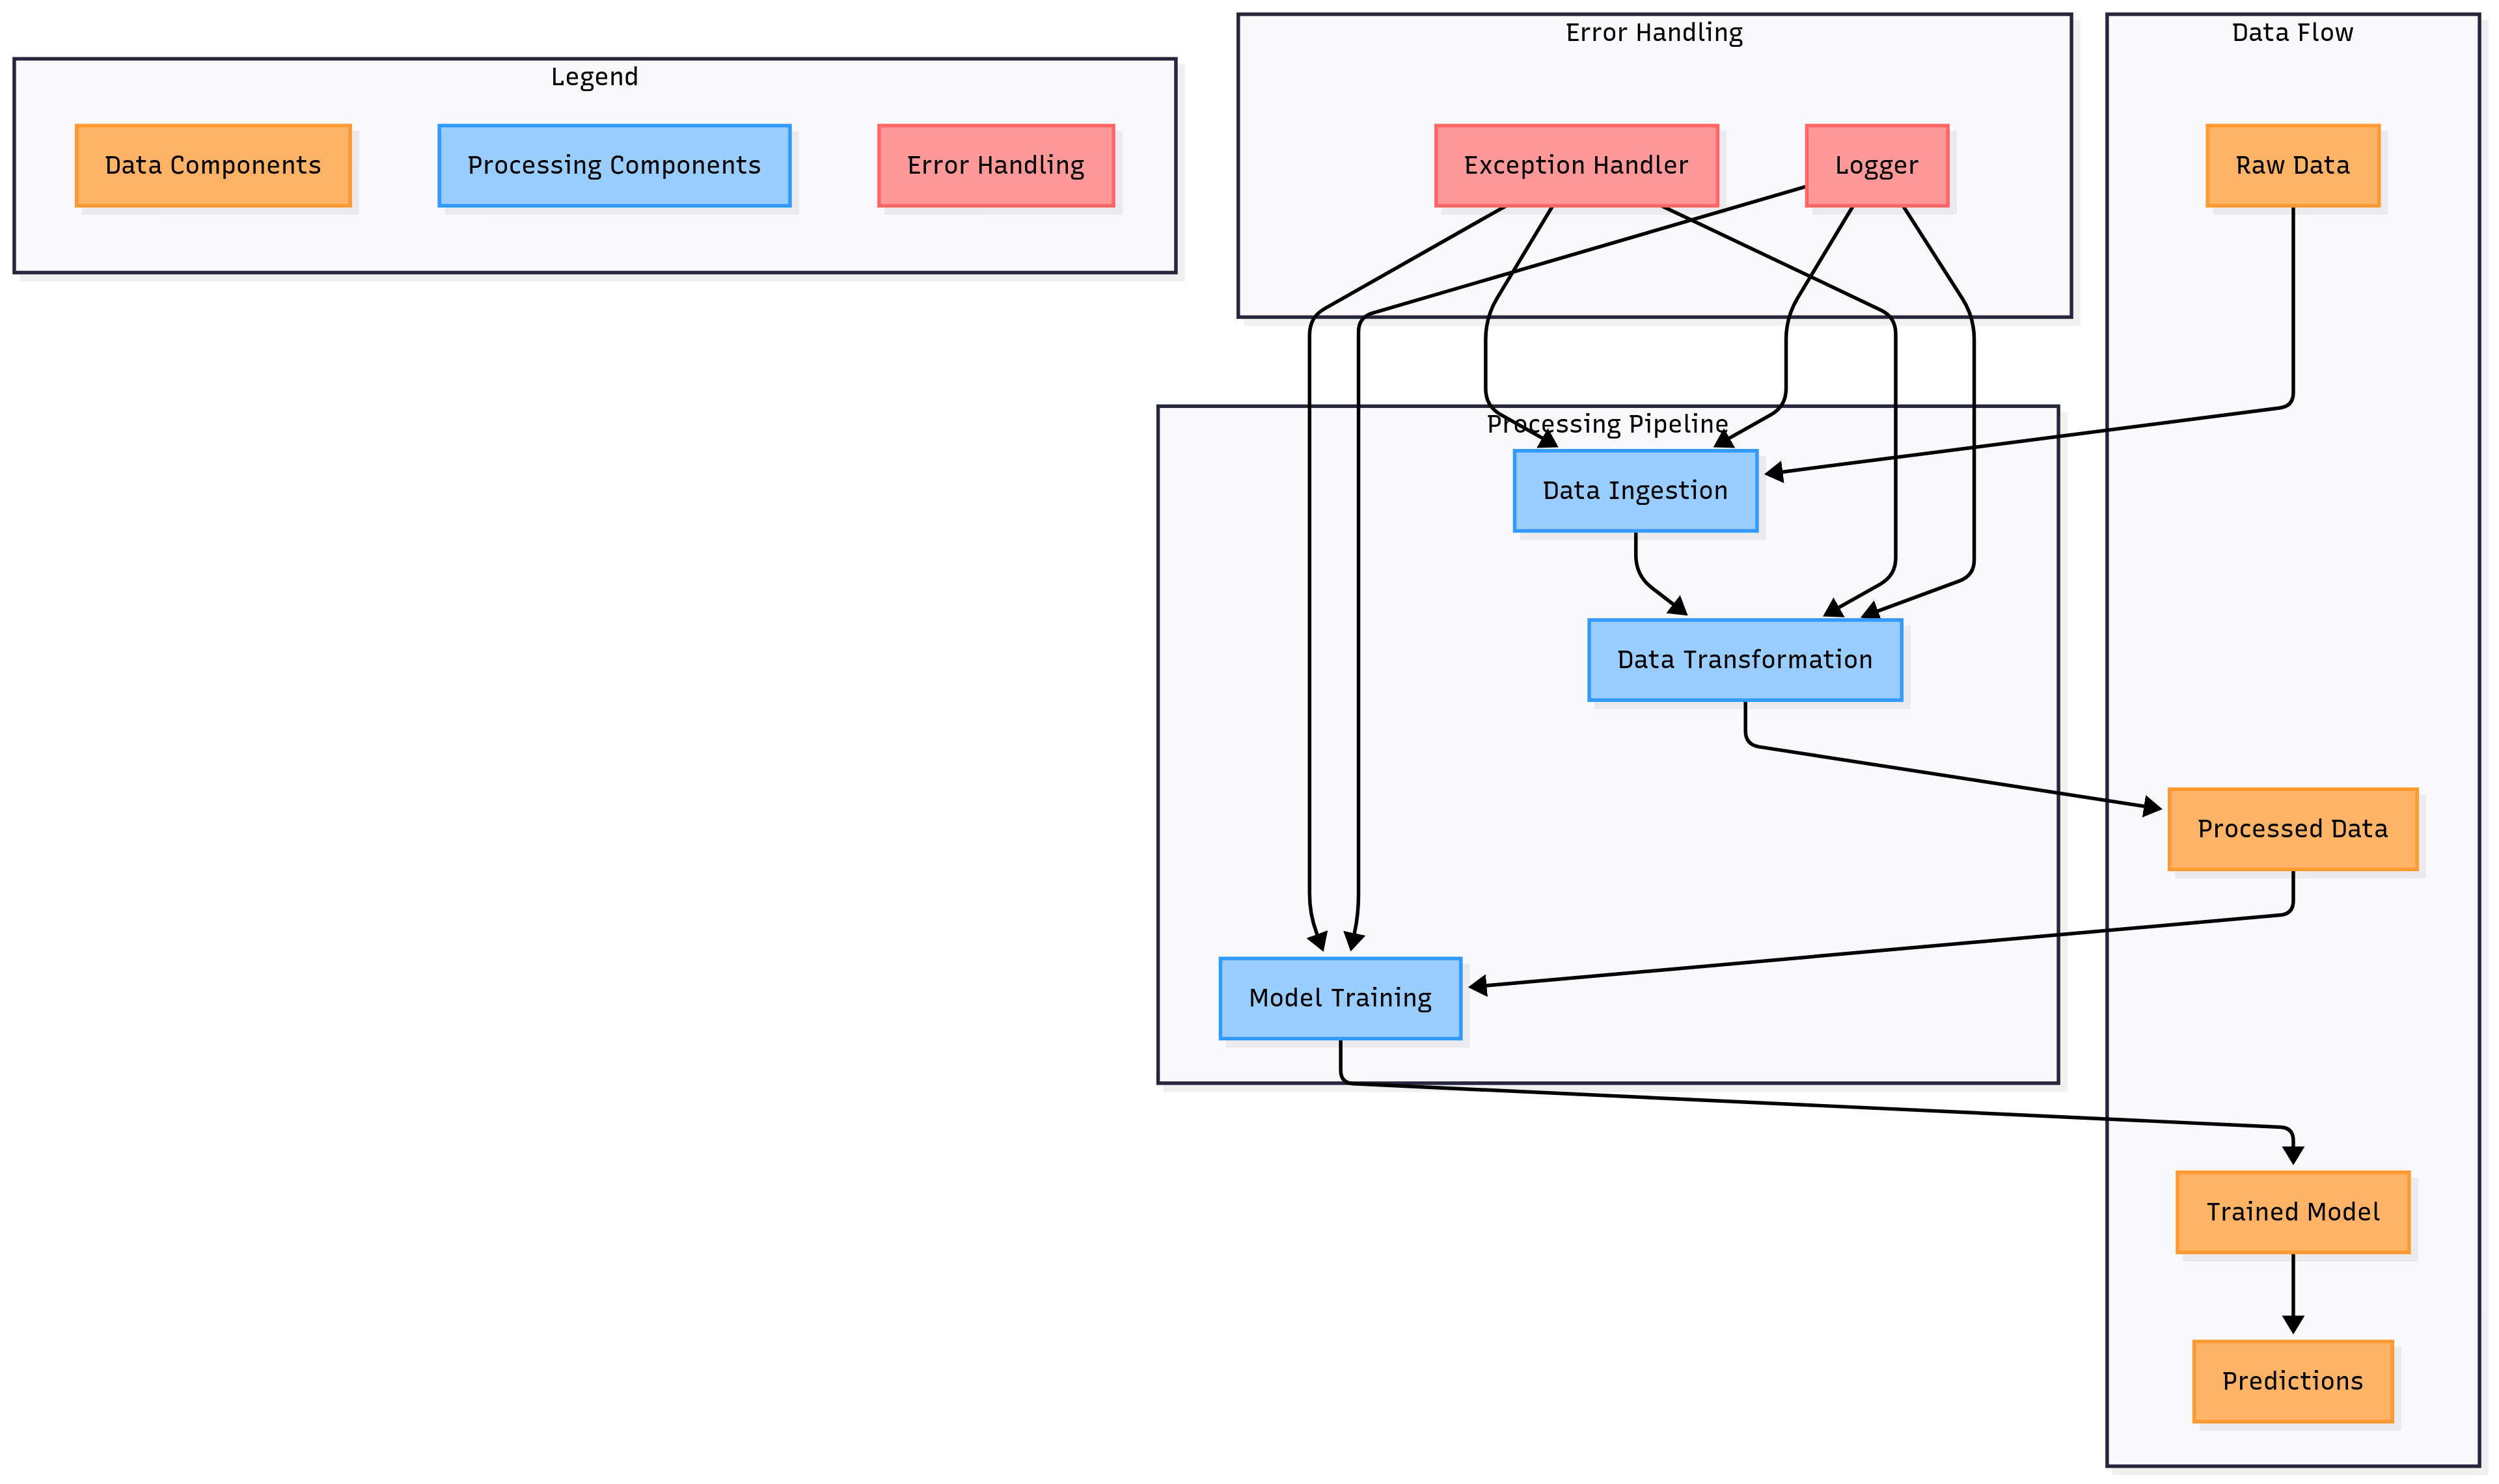 Legend
Data Components
Processing Components
Error Handling
Error Handling
Exception Handler
Logger
Data Flow
Raw Data
Processing Pipeline
Data Ingestion
Data Transformation
Processed Data
Model Training
Trained Model
Predictions